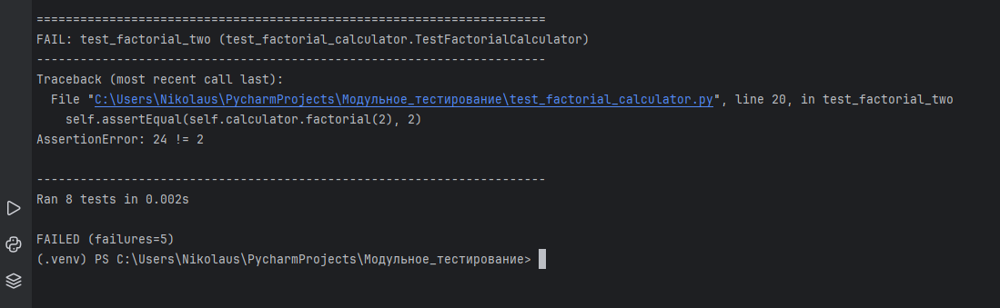 ======================================================================
FAIL: test_factorial_two (test_factorial_calculator.TestFactorialCalculator)
----------------------------------------------------------------------
Traceback (most recent call last):
  File "C:\Users\Nikolaus\PycharmProjects\Модульное_тестирование\test_factorial_calculator.py", line 20, in test_factorial_two
    self.assertEqual(self.calculator.factorial(2), 2)
AssertionError: 24 != 2

----------------------------------------------------------------------
Ran 8 tests in 0.002s

FAILED (failures=5)
(.venv) PS C:\Users\Nikolaus\PycharmProjects\Модульное_тестирование>